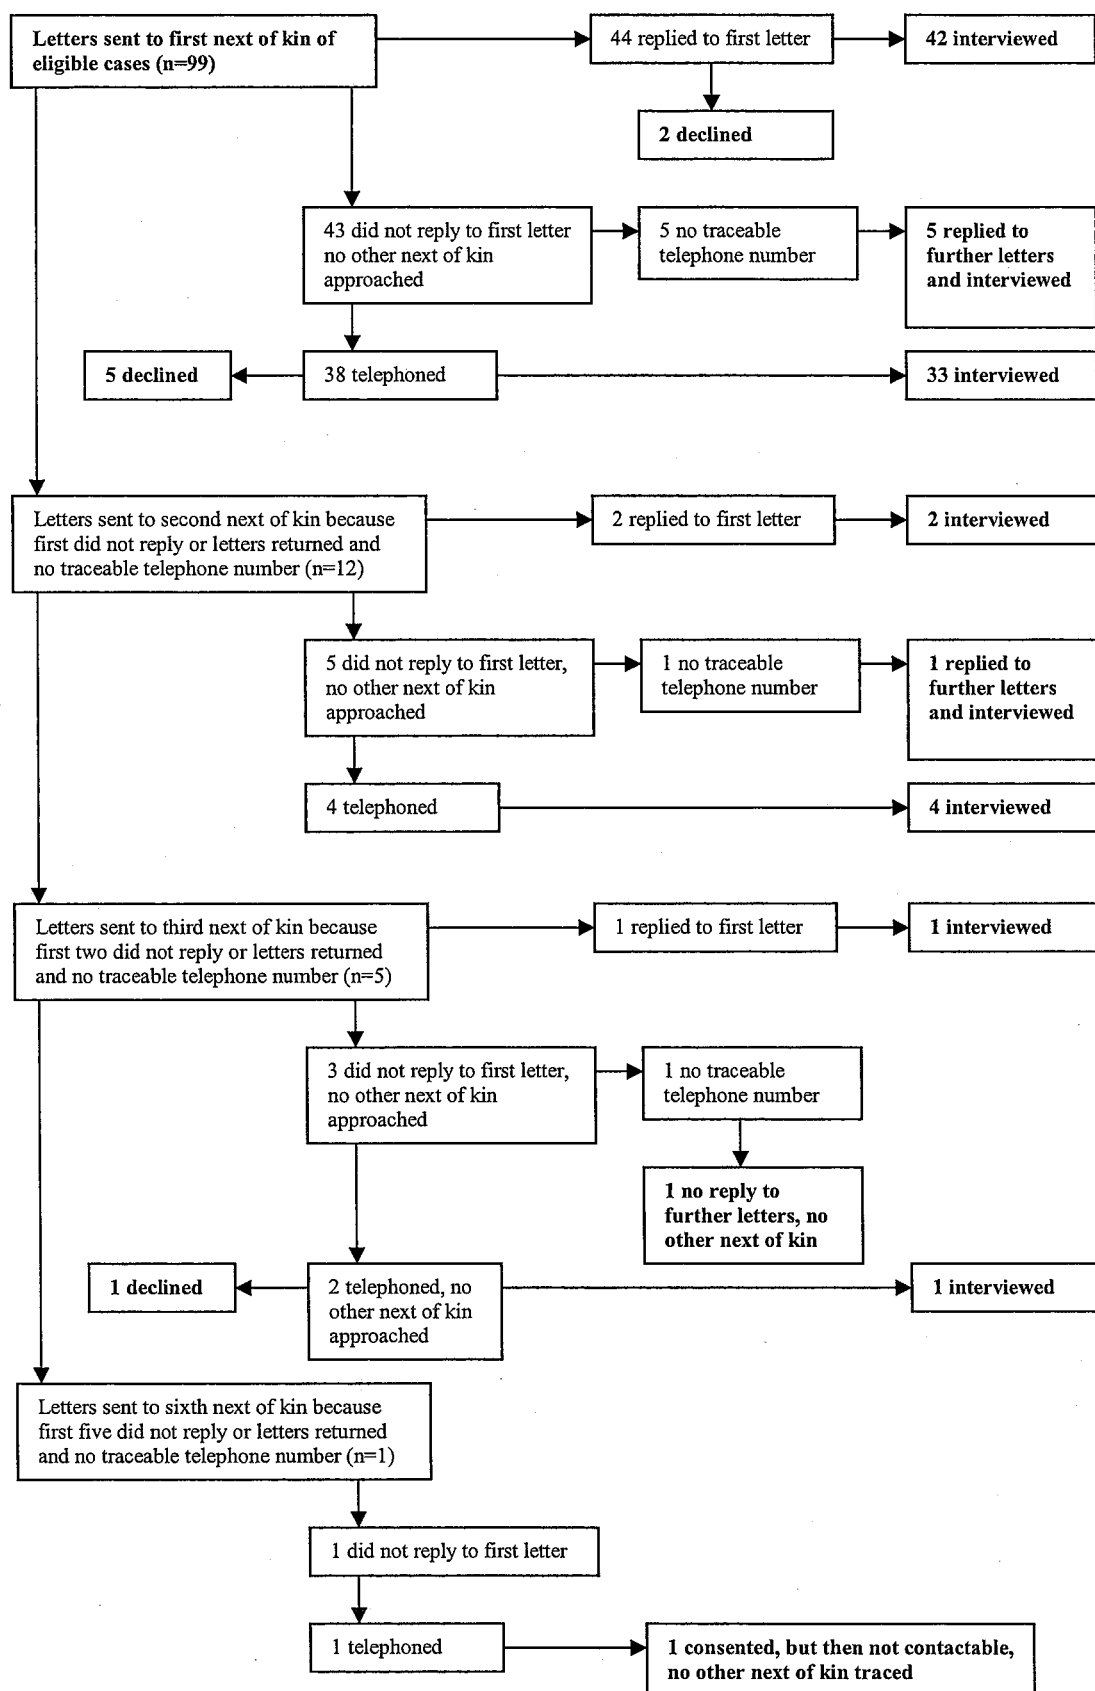 Letters sent to first next of kin of
eligible cases (n=99)
44 replied to first letter
42 interviewed
2 declined
43 did not reply to first letter
no other next of kin
approached
5 no traceable
telephone number
5 replied to
further letters
and interviewed
5 declined
38 telephoned
33 interviewed
Letters sent to second next of kin because
first did not reply or letters returned and
no traceable telephone number (n=12)
2 replied to first letter
2 interviewed
5 did not reply to first letter,
no other next of kin
approached
1 no traceable
telephone number
1 replied to
further letters
and interviewed
4 telephoned
4 interviewed
Letters sent to third next of kin because
first two did not reply or letters returned
and no traceable telephone number (n=5)
1 replied to first letter
1 interviewed
3 did not reply to first letter,
no other next of kin
approached
1 no traceable
telephone number
1 no reply to
further letters, no
other next of kin
1 declined
2 telephoned, no
other next of kin
approached
1 interviewed
Letters sent to sixth next of kin because
first five did not reply or letters returned
and no traceable telephone number (n=1)
1 did not reply to first letter
1 telephoned
1 consented, but then not contactable,
no other next of kin traced